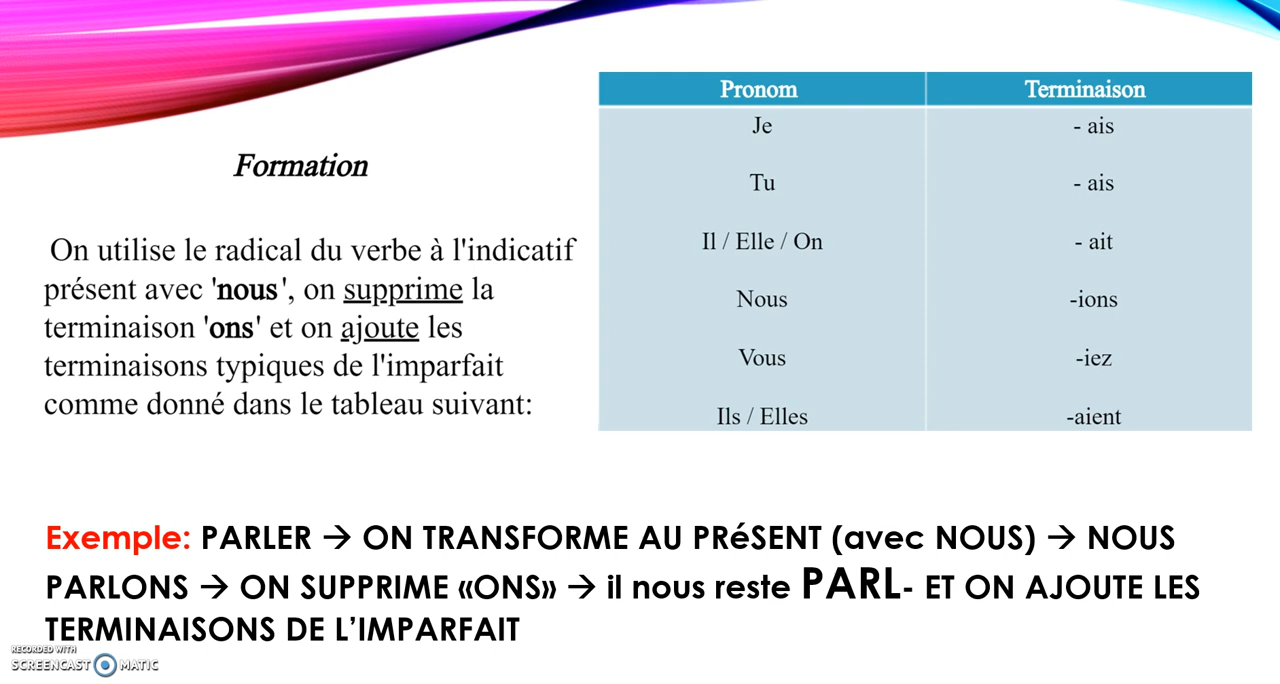 Formation
On utilise le radical du verbe à l'indicatif
présent avec 'nous', on supprime la
terminaison 'ons' et on ajoute les
terminaisons typiques de l'imparfait
comme donné dans le tableau suivant:
Pronom Terminaison
Je - ais
Tu - ais
Il / Elle / On - ait
Nous -ions
Vous -iez
Ils / Elles -aient
Exemple: PARLER → ON TRANSFORME AU PRéSENT (avec NOUS) → NOUS
PARLONS → ON SUPPRIME «ONS» → il nous reste PARL- ET ON AJOUTE LES
TERMINAISONS DE L’IMPARFAIT
RECORDED WITH
SCREENCAST MATIC